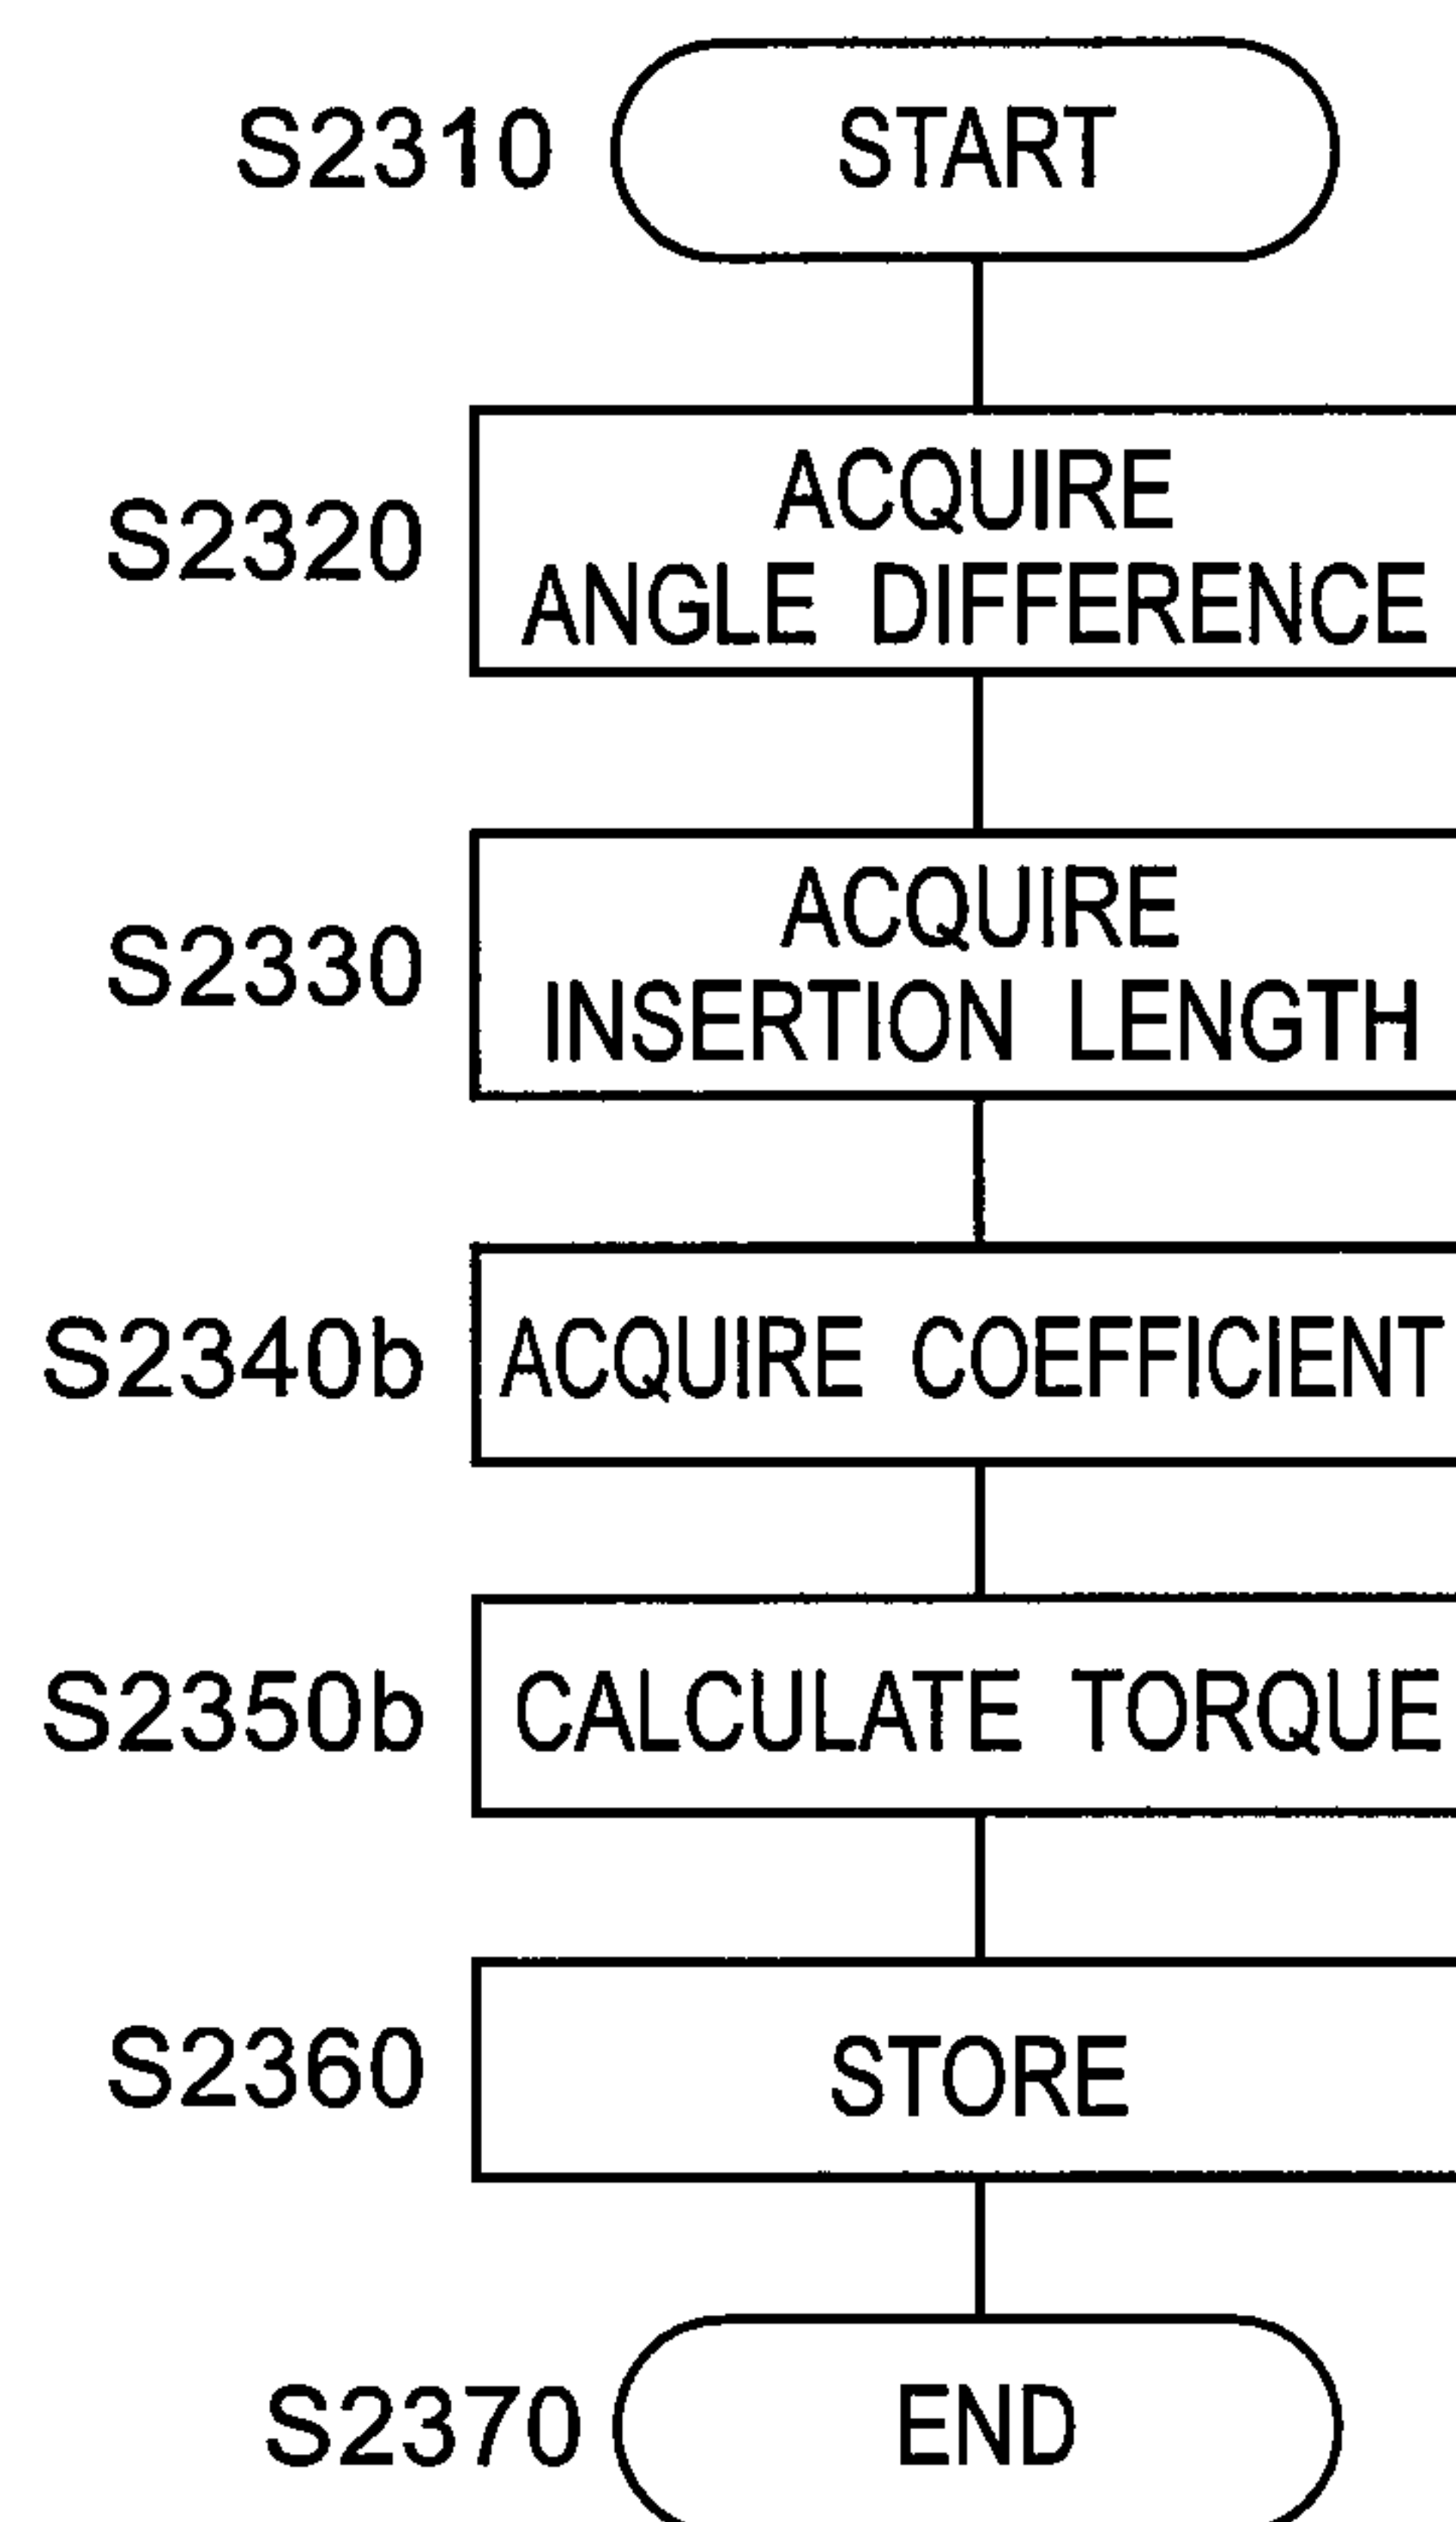 S2310 START
S2320
ACQUIRE
ANGLE DIFFERENCE
S2330
ACQUIRE
INSERTION LENGTH
S2340b ACQUIRE COEFFICIENT
S2350b CALCULATE TORQUE
S2360 STORE
S2370 END